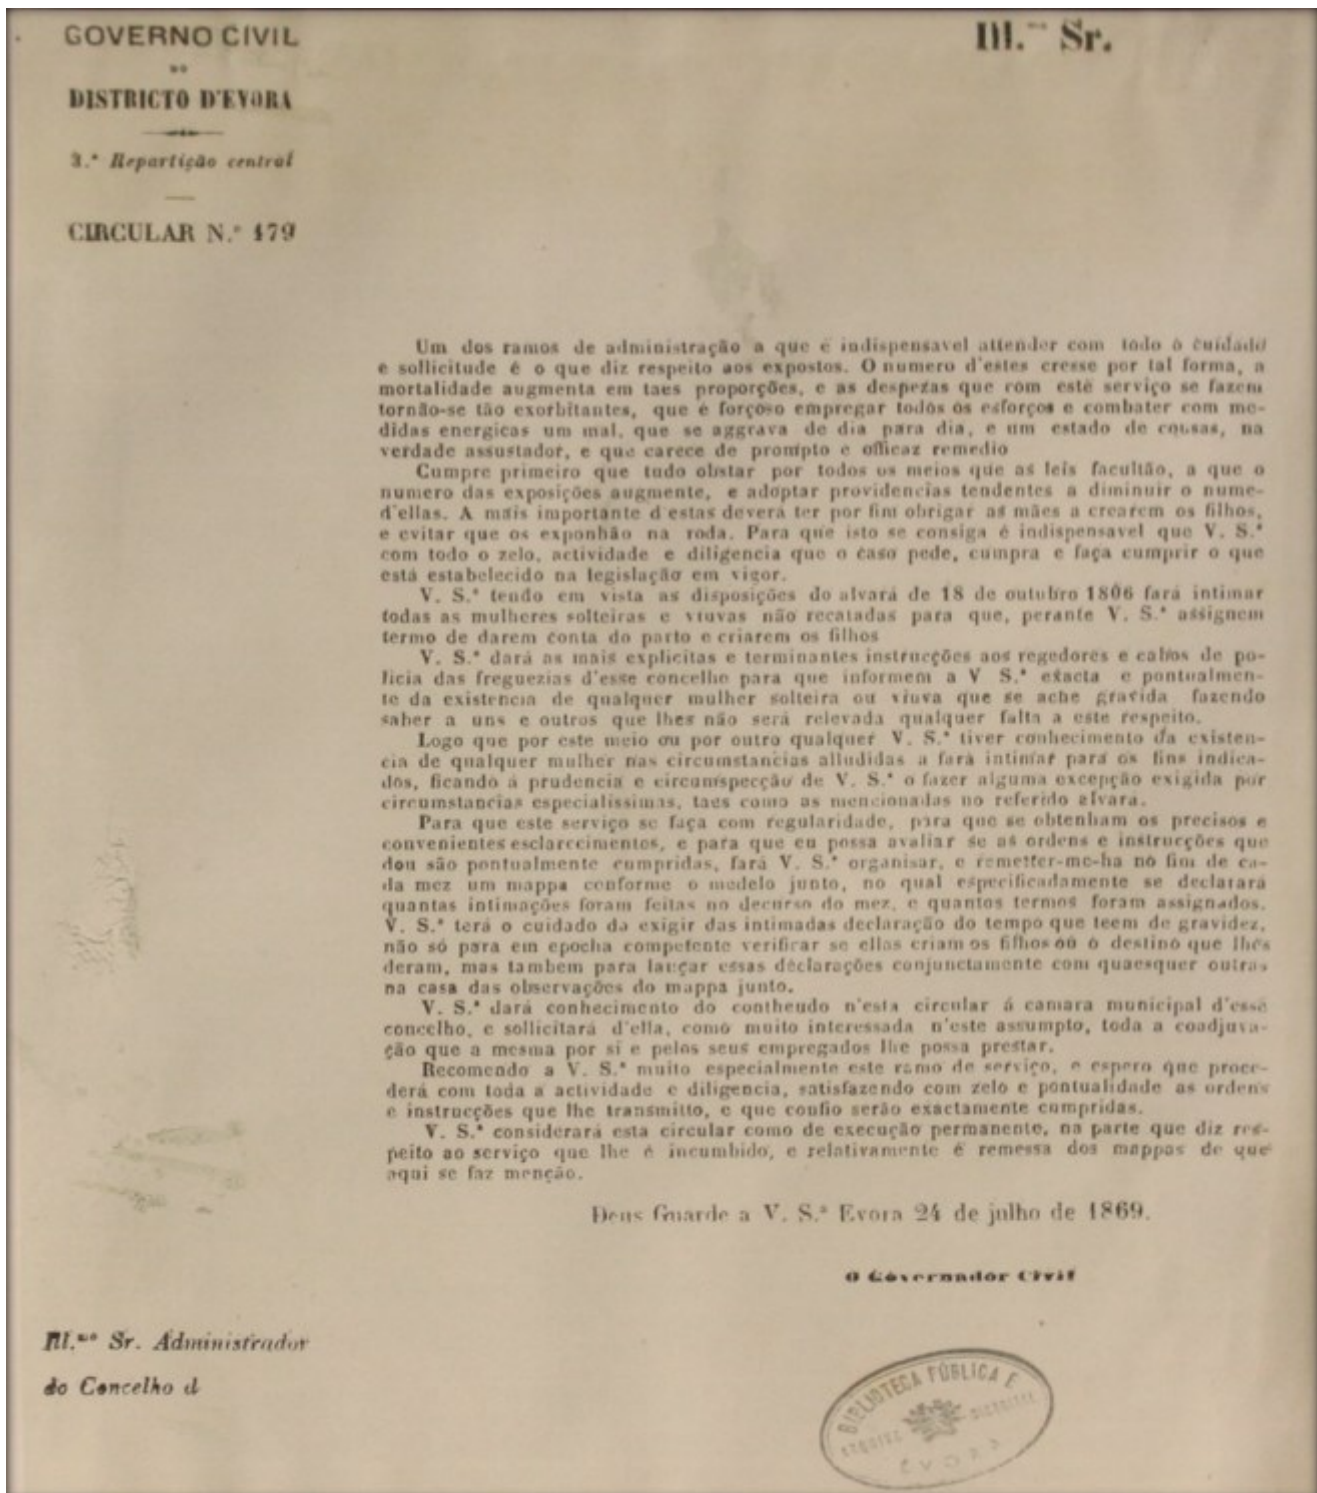 GOVERNO CIVIL
DO
DISTRICTO D'EVORA
3.ª Repartição central
CIRCULAR N.º 179
Ill.mo Sr.
Um dos ramos de administração a que é indispensavel attender com todo o cuidado
e sollicitude é o que diz respeito aos expostos. O numero d'estes cresse por tal forma, a
mortalidade augmenta em taes proporções, e as despezas que com este serviço se fazem
tornão-se tão exorbitantes, que é forçoso empregar todos os esforços e combater com me-
didas energicas um mal, que se aggrava de dia para dia, e um estado de cousas, na
verdade assustador, e que carece de prompto e efficaz remedio
Cumpre primeiro que tudo obstar por todos os meios que as leis facultão, a que o
numero das exposições augmente, e adoptar providencias tendentes a diminuir o nume-
d'ellas. A mais importante d'estas deverá ter por fim obrigar as mães a crearem os filhos,
e evitar que os exponhão na roda. Para que isto se consiga é indispensavel que V. S.ª
com todo o zelo, actividade e diligencia que o caso pede, cumpra e faça cumprir o que
está estabelecido na legislação em vigor.
V. S.ª tendo em vista as disposições do alvará de 18 de outubro 1806 fará intimar
todas as mulheres solteiras e viuvas não recatadas para que, perante V. S.ª assignem
termo de darem conta do parto e criarem os filhos
V. S.ª dará as mais explicitas e terminantes instrucções aos regedores e cabos de po-
licia das freguezias d'esse concelho para que informem a V S.ª exacta e pontualmen-
te da existencia de qualquer mulher solteira ou viuva que se ache gravida fazendo
saber a uns e outros que lhes não será relevada qualquer falta a este respeito.
Logo que por este meio ou por outro qualquer V. S.ª tiver conhecimento da existen-
cia de qualquer mulher nas circumstancias alludidas a fará intimar para os fins indica-
dos, ficando á prudencia e circumspecção de V. S.ª o fazer alguma excepção exigida por
circumstancias especialissimas, taes como as mencionadas no referido alvara.
Para que este serviço se faça com regularidade, para que se obtenham os precisos e
convenientes esclarecimentos, e para que eu possa avaliar se as ordens e instrucções que
dou são pontualmente cumpridas, fará V. S.ª organisar, e remetter-me-ha no fim de ca-
da mez um mappa conforme o modelo junto, no qual especificadamente se declarará
quantas intimações foram feitas no decurso do mez, e quantos termos foram assignados.
V. S.ª terá o cuidado da exigir das intimadas declaração do tempo que teem de gravidez,
não só para em epocha competente verificar se ellas criam os filhos ou o destino que lhes
deram, mas tambem para lançar essas declarações conjunctamente com quaesquer outras
na casa das observações do mappa junto.
V. S.ª dará conhecimento do contheudo n'esta circular á camara municipal d'esse
concelho, e sollicitará d'ella, como muito interessada n'este assumpto, toda a coadjuva-
ção que a mesma por si e pelos seus empregados lhe possa prestar.
Recomendo a V. S.ª muito especialmente este ramo de serviço, e espero que proce-
derá com toda a actividade e diligencia, satisfazendo com zelo e pontualidade as ordens
e instrucções que lhe transmitto, e que confio serão exactamente cumpridas.
V. S.ª considerará esta circular como de execução permanente, na parte que diz res-
peito ao serviço que lhe é incumbido, e relativamente é remessa dos mappas de que
aqui se faz menção.
Deus Guarde a V. S.ª Evora 24 de julho de 1869.
O Governador Civil
Ill.mo Sr. Administrador
do Concelho d
BIBLIOTECA PÚBLICA E
ARQUIVO DISTRITAL
EVORA